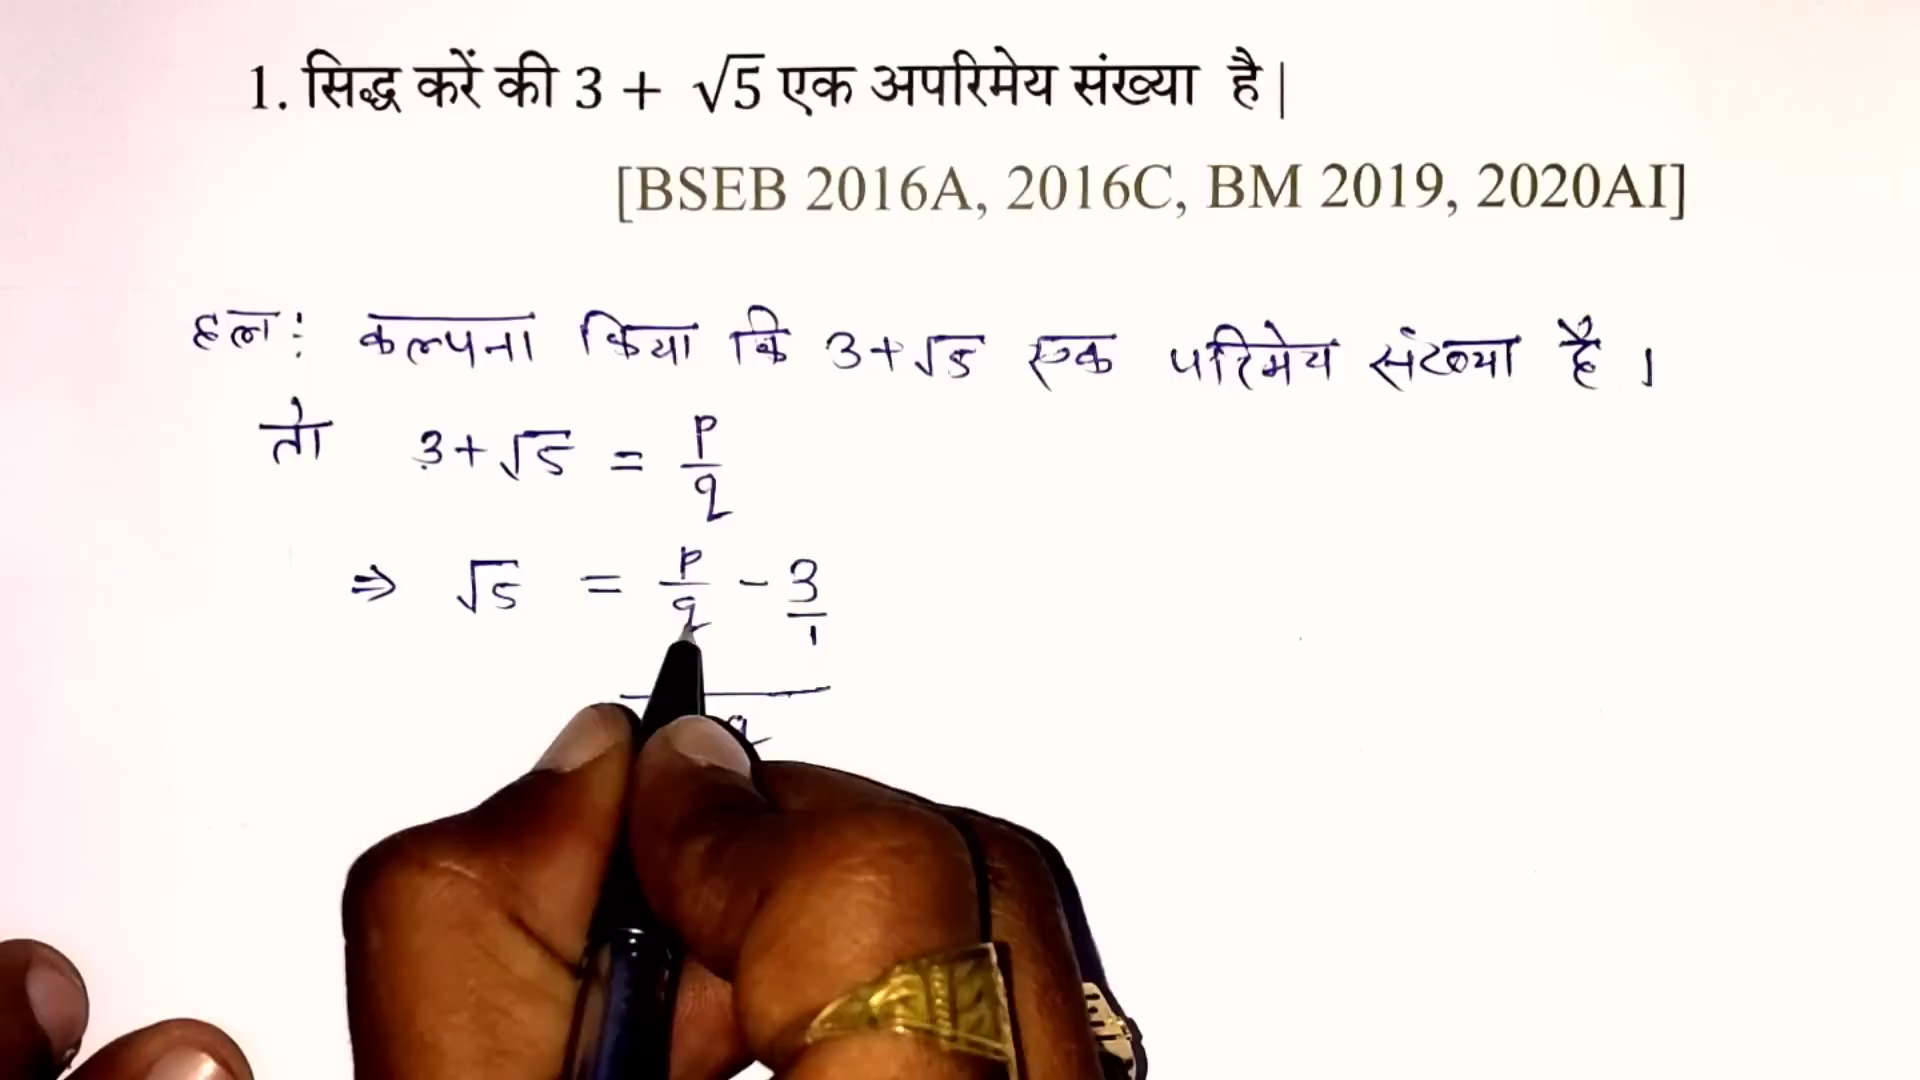 1. सिद्ध करें की 3 + √5 एक अपरिमेय संख्या है|
[BSEB 2016A, 2016C, BM 2019, 2020AI]
हल: कल्पना किया कि 3+√5 एक परिमेय संख्या है ।
तो 3+√5 = p/q
⇒ √5 = p/q - 3/1
q